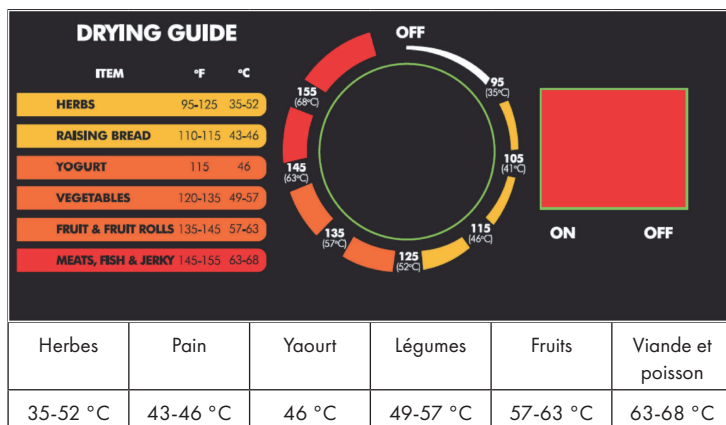 DRYING GUIDE
ITEM °F °C
HERBS 95-125 35-52
RAISING BREAD 110-115 43-46
YOGURT 115 46
VEGETABLES 120-135 49-57
FRUIT & FRUIT ROLLS 135-145 57-63
MEATS, FISH & JERKY 145-155 63-68
OFF
95
(35°C)
105
(41°C)
115
(46°C)
125
(52°C)
135
(57°C)
145
(63°C)
155
(68°C)
ON OFF
Herbes Pain Yaourt Légumes Fruits Viande et
poisson
35-52 °C 43-46 °C 46 °C 49-57 °C 57-63 °C 63-68 °C